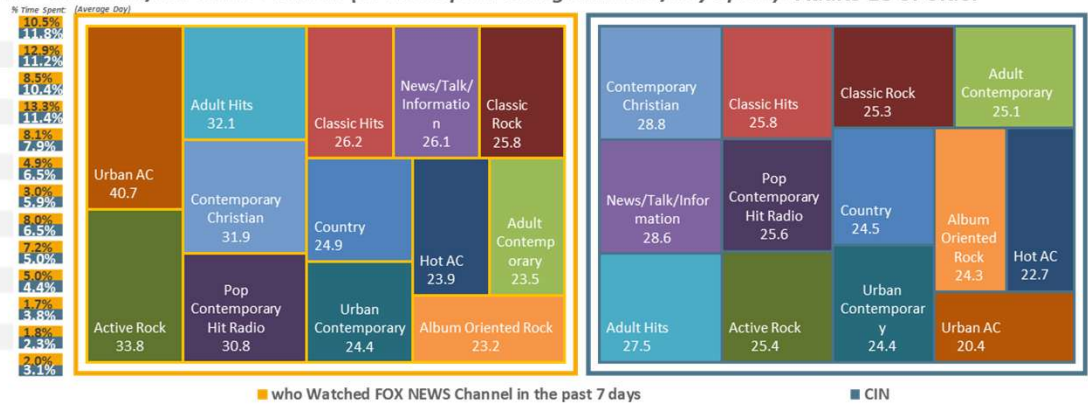 % Time Spent: (Average Day)
10.5%
11.8%
12.9%
11.2%
8.5%
10.4%
13.3%
11.4%
8.1%
7.9%
4.9%
6.5%
3.0%
5.9%
8.0%
6.5%
7.2%
5.0%
5.0%
4.4%
1.7%
3.8%
1.8%
2.3%
2.0%
3.1%
Urban AC
40.7
Active Rock
33.8
Adult Hits
32.1
Contemporary
Christian
31.9
Pop
Contemporary
Hit Radio
30.8
Classic Hits
26.2
News/Talk/
Informatio
n
26.1
Classic
Rock
25.8
Country
24.9
Urban
Contemporary
24.4
Hot AC
23.9
Adult
Contemp
orary
23.5
Album Oriented Rock
23.2
Contemporary
Christian
28.8
News/Talk/Infor
mation
28.6
Adult Hits
27.5
Classic Hits
25.8
Pop
Contemporary
Hit Radio
25.6
Active Rock
25.4
Classic Rock
25.3
Adult
Contemporary
25.1
Country
24.5
Urban
Contemporar
y
24.4
Album
Oriented
Rock
24.3
Hot AC
22.7
Urban AC
20.4
who Watched FOX NEWS Channel in the past 7 days
CIN